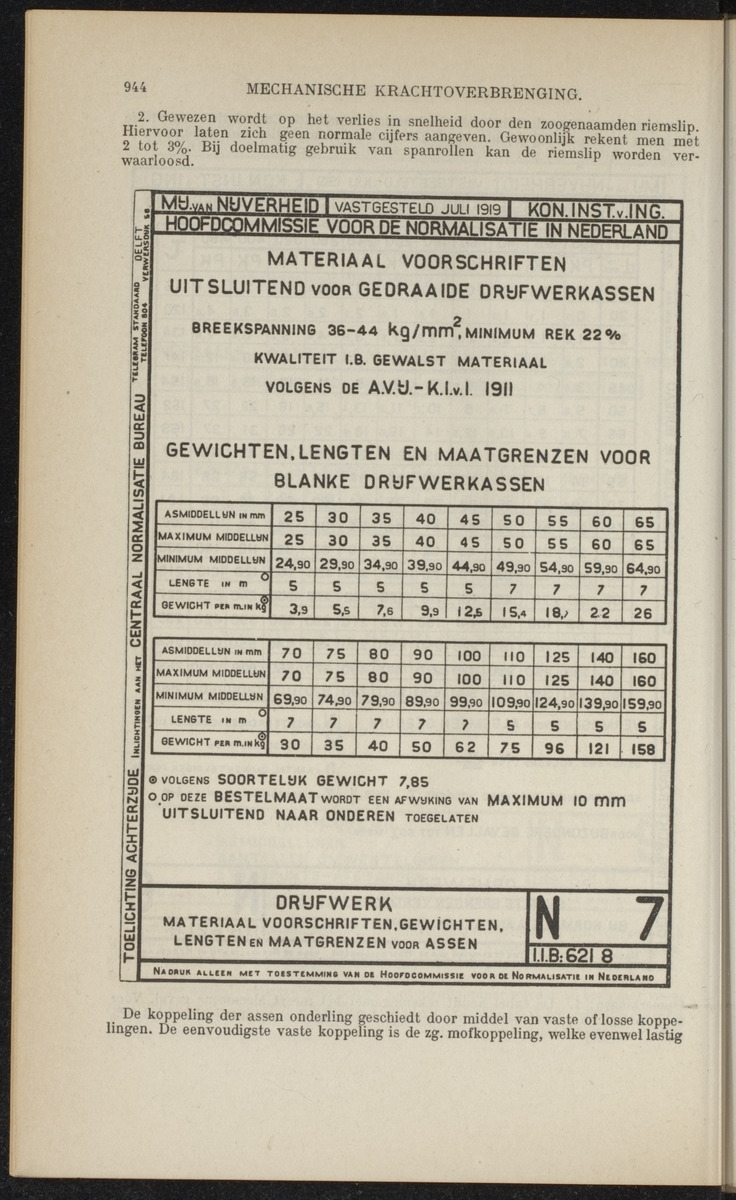 944 MECHANISCHE KRACHTOVERBRENGING.
2. Gewezen wordt op het verlies in snelheid door den zoogenaamden riemslip.
Hiervoor laten zich geen normale cijfers aangeven. Gewoonlijk rekent men met
2 tot 3%. Bij doelmatig gebruik van spanrollen kan de riemslip worden ver-
waarloosd.
MIJ. VAN NIJVERHEID VASTGESTELD JULI 1919 KON. INST. v. ING.
HOOFDCOMMISSIE VOOR DE NORMALISATIE IN NEDERLAND
MATERIAAL VOORSCHRIFTEN
UITSLUITEND VOOR GEDRAAIDE DRIJFWERKASSEN
BREEKSPANNING 36-44 kg/mm², MINIMUM REK 22%
KWALITEIT I.B. GEWALST MATERIAAL
VOLGENS DE A.V.IJ.-K.I.v.I. 1911
GEWICHTEN, LENGTEN EN MAATGRENZEN VOOR
BLANKE DRIJFWERKASSEN
ASMIDDELLIJN IN mm 25 30 35 40 45 50 55 60 65
MAXIMUM MIDDELLIJN 25 30 35 40 45 50 55 60 65
MINIMUM MIDDELLIJN 24,90 29,90 34,90 39,90 44,90 49,90 54,90 59,90 64,90
LENGTE IN m O 5 5 5 5 5 7 7 7 7
GEWICHT PER m. IN kg ⊙ 3,9 5,5 7,6 9,9 12,5 15,4 18,7 22 26
ASMIDDELLIJN IN mm 70 75 80 90 100 110 125 140 160
MAXIMUM MIDDELLIJN 70 75 80 90 100 110 125 140 160
MINIMUM MIDDELLIJN 69,90 74,90 79,90 89,90 99,90 109,90 124,90 139,90 159,90
LENGTE IN m O 7 7 7 7 7 5 5 5 5
GEWICHT PER m. IN kg ⊙ 30 35 40 50 62 75 96 121 158
⊙ VOLGENS SOORTELIJK GEWICHT 7,85
O OP DEZE BESTELMAAT WORDT EEN AFWIJKING VAN MAXIMUM 10 mm
UITSLUITEND NAAR ONDEREN TOEGELATEN
DRIJFWERK
MATERIAAL VOORSCHRIFTEN, GEWICHTEN,
LENGTEN EN MAATGRENZEN VOOR ASSEN
N 7
I.I.B: 621 8
NADRUK ALLEEN MET TOESTEMMING VAN DE HOOFDCOMMISSIE VOOR DE NORMALISATIE IN NEDERLAND
TOELICHTING ACHTERZIJDE INLICHTINGEN AAN HET CENTRAAL NORMALISATIE BUREAU
TELEGRAM STANDAARD DELFT
TELEFOON 804 VERWERSDIJK
De koppeling der assen onderling geschiedt door middel van vaste of losse koppe-
lingen. De eenvoudigste vaste koppeling is de zg. mofkoppeling, welke evenwel lastig